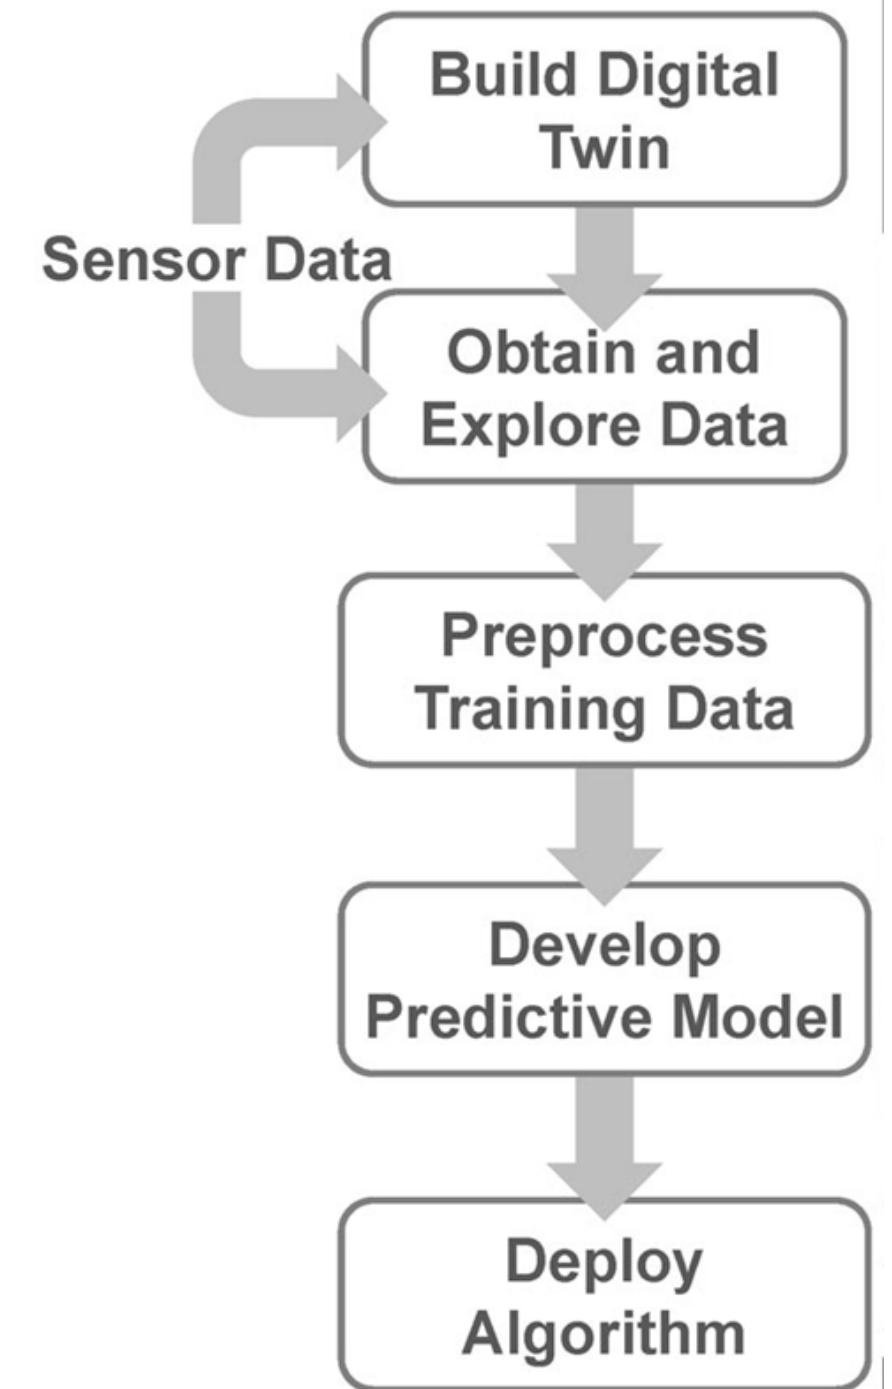 Build Digital
Twin
Sensor Data
Obtain and
Explore Data
Preprocess
Training Data
Develop
Predictive Model
Deploy
Algorithm